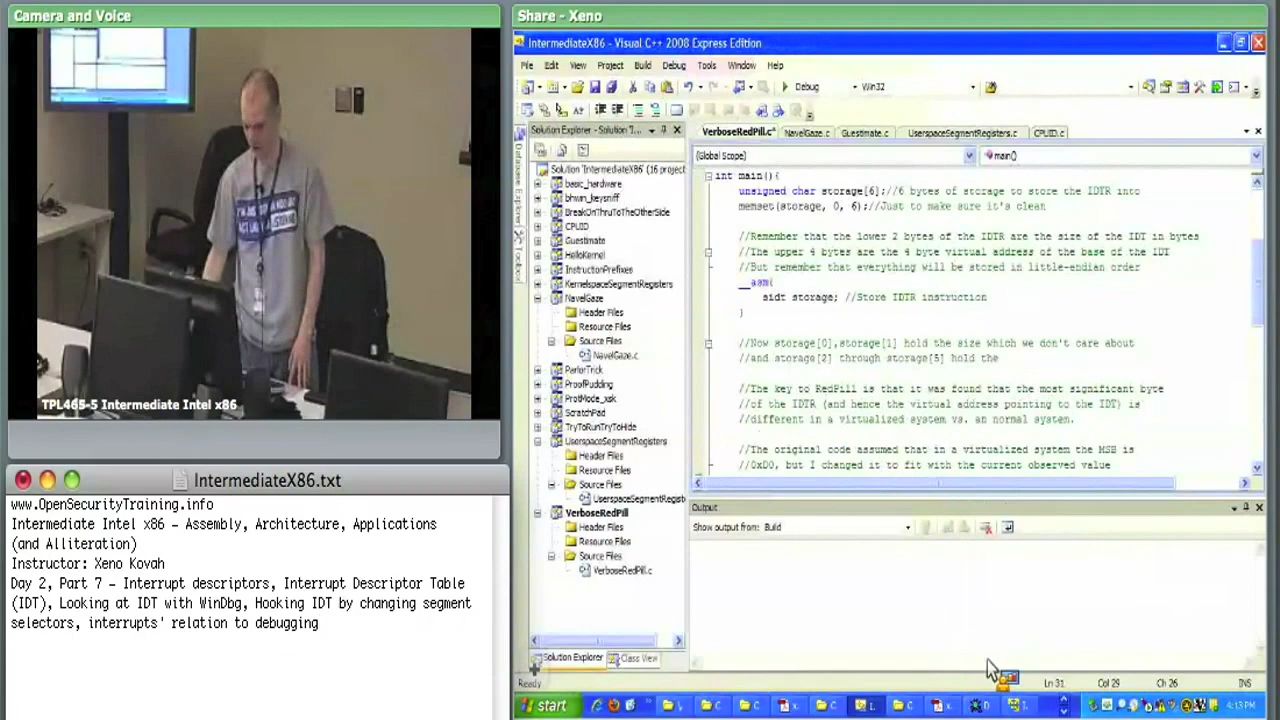 Camera and Voice
TPL465-5 Intermediate Intel x86
IntermediateX86.txt
www.OpenSecurityTraining.info
Intermediate Intel x86 – Assembly, Architecture, Applications
(and Alliteration)
Instructor: Xeno Kovah
Day 2, Part 7 – Interrupt descriptors, Interrupt Descriptor Table
(IDT), Looking at IDT with WinDbg, Hooking IDT by changing segment
selectors, interrupts' relation to debugging
Share - Xeno
IntermediateX86 - Visual C++ 2008 Express Edition
File Edit View Project Build Debug Tools Window Help
Debug Win32
Solution Explorer - Solution 'I...
Database Explorer
Toolbox
Solution 'IntermediateX86' (16 project
basic_hardware
bhwm_keysniff
BreakOnThruToTheOtherSide
CPUID
Guestimate
HelloKernel
InstructionPrefixes
KernelspaceSegmentRegisters
NavelGaze
Header Files
Resource Files
Source Files
NavelGaze.c
ParlorTrick
ProofPudding
ProtMode_xsk
ScratchPad
TryToRunTryToHide
UserspaceSegmentRegisters
Header Files
Resource Files
Source Files
UserspaceSegmentRegist
VerboseRedPill
Header Files
Resource Files
Source Files
VerboseRedPill.c
Solution Explorer Class View
VerboseRedPill.c* NavelGaze.c Guestimate.c UserspaceSegmentRegisters.c CPUID.c
(Global Scope) main()
int main(){
unsigned char storage[6];//6 bytes of storage to store the IDTR into
memset(storage, 0, 6);//Just to make sure it's clean
//Remember that the lower 2 bytes of the IDTR are the size of the IDT in bytes
//The upper 4 bytes are the 4 byte virtual address of the base of the IDT
//But remember that everything will be stored in little-endian order
__asm{
sidt storage; //Store IDTR instruction
}
//Now storage[0],storage[1] hold the size which we don't care about
//and storage[2] through storage[5] hold the
//The key to RedPill is that it was found that the most significant byte
//of the IDTR (and hence the virtual address pointing to the IDT) is
//different in a virtualized system vs. an normal system.
//The original code assumed that in a virtualized system the MSB is
//0xD0, but I changed it to fit with the current observed value
Output
Show output from: Build
Ready Ln 31 Col 29 Ch 26 INS
start 4:13 PM